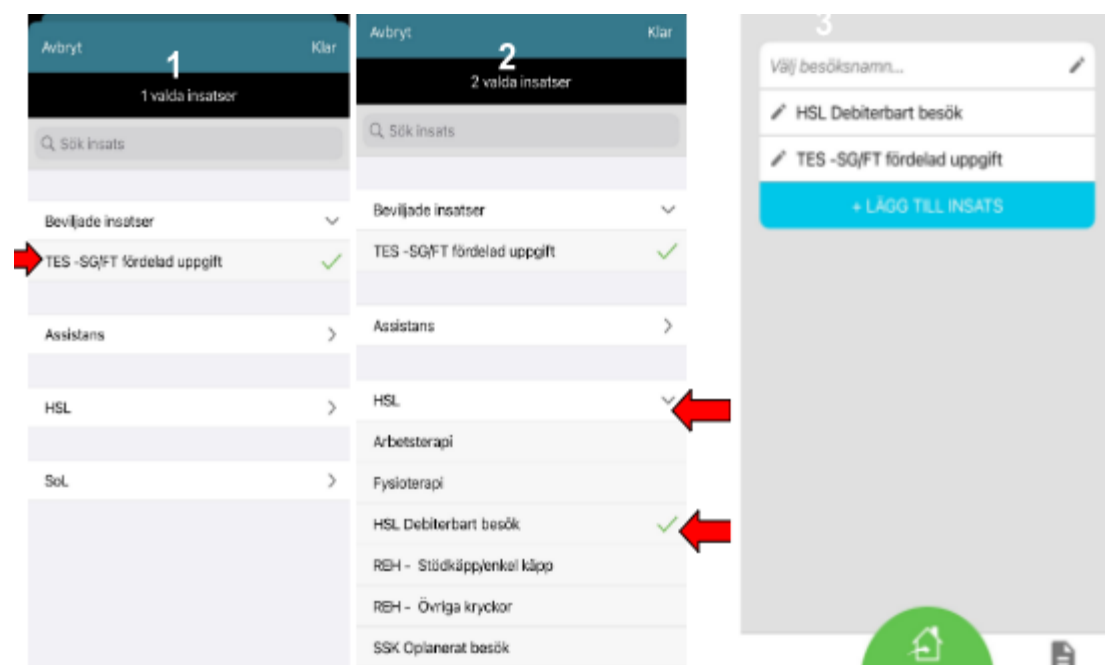 Avbryt
1
Klar
1 valda insatser
Sök insats
Beviljade insatser
TES -SG/FT fördelad uppgift
Assistans
HSL
SoL
Avbryt
2
Klar
2 valda insatser
Sök insats
Beviljade insatser
TES -SG/FT fördelad uppgift
Assistans
HSL
Arbetsterapi
Fysioterapi
HSL Debiterbart besök
REH - Stödkäpp/enkel käpp
REH - Övriga kryckor
SSK Oplanerat besök
3
Välj besöksnamn...
HSL Debiterbart besök
TES -SG/FT fördelad uppgift
+ LÄGG TILL INSATS